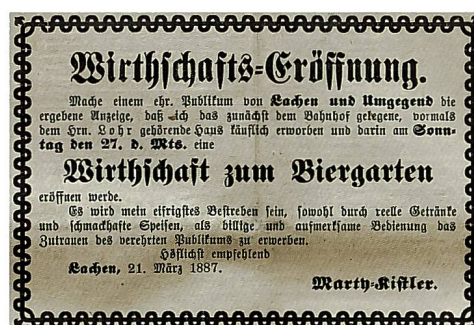 Wirthschafts=Eröffnung.
Mache einem ehr. Publikum von Lachen und Umgegend die
ergebene Anzeige, daß ich das zunächst dem Bahnhof gelegene, vormals
dem Hrn. Lohr gehörende Haus käuflich erworben und darin am Sonn-
tag den 27. d. Mts. eine
Wirthschaft zum Biergarten
eröffnen werde.
Es wird mein eifrigstes Bestreben sein, sowohl durch reelle Getränke
und schmackhafte Speisen, als billige und aufmerksame Bedienung das
Zutrauen des verehrten Publikums zu erwerben.
Höflichst empfehlend
Lachen, 21. März 1887.
Marty-Kistler.